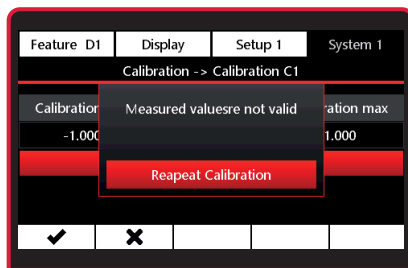 Feature D1 Display Setup 1 System 1
Calibration -> Calibration C1
Calibration Measured valuesre not valid ration max
-1.000 1.000
Reapeat Calibration